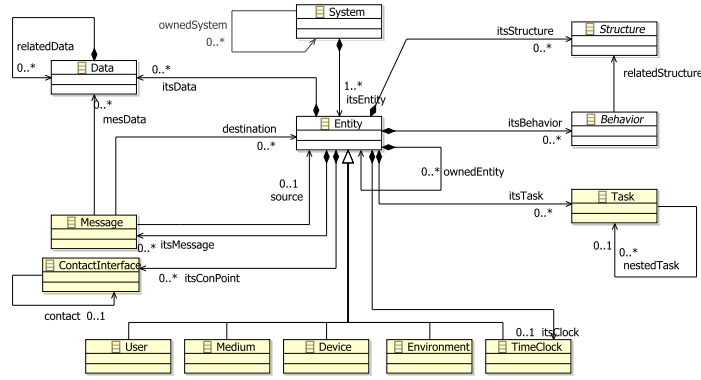 System
ownedSystem
0..*
itsStructure
0..*
Structure
relatedData
0..*
Data
0..*
itsData
1..*
itsEntity
relatedStructure
0..*
mesData
destination
0..*
Entity
itsBehavior
0..*
Behavior
0..* ownedEntity
0..1
source
itsTask
0..*
Task
Message
0..* itsMessage
0..1
0..*
nestedTask
ContactInterface
0..* itsConPoint
contact 0..1
0..1 itsClock
User
Medium
Device
Environment
TimeClock